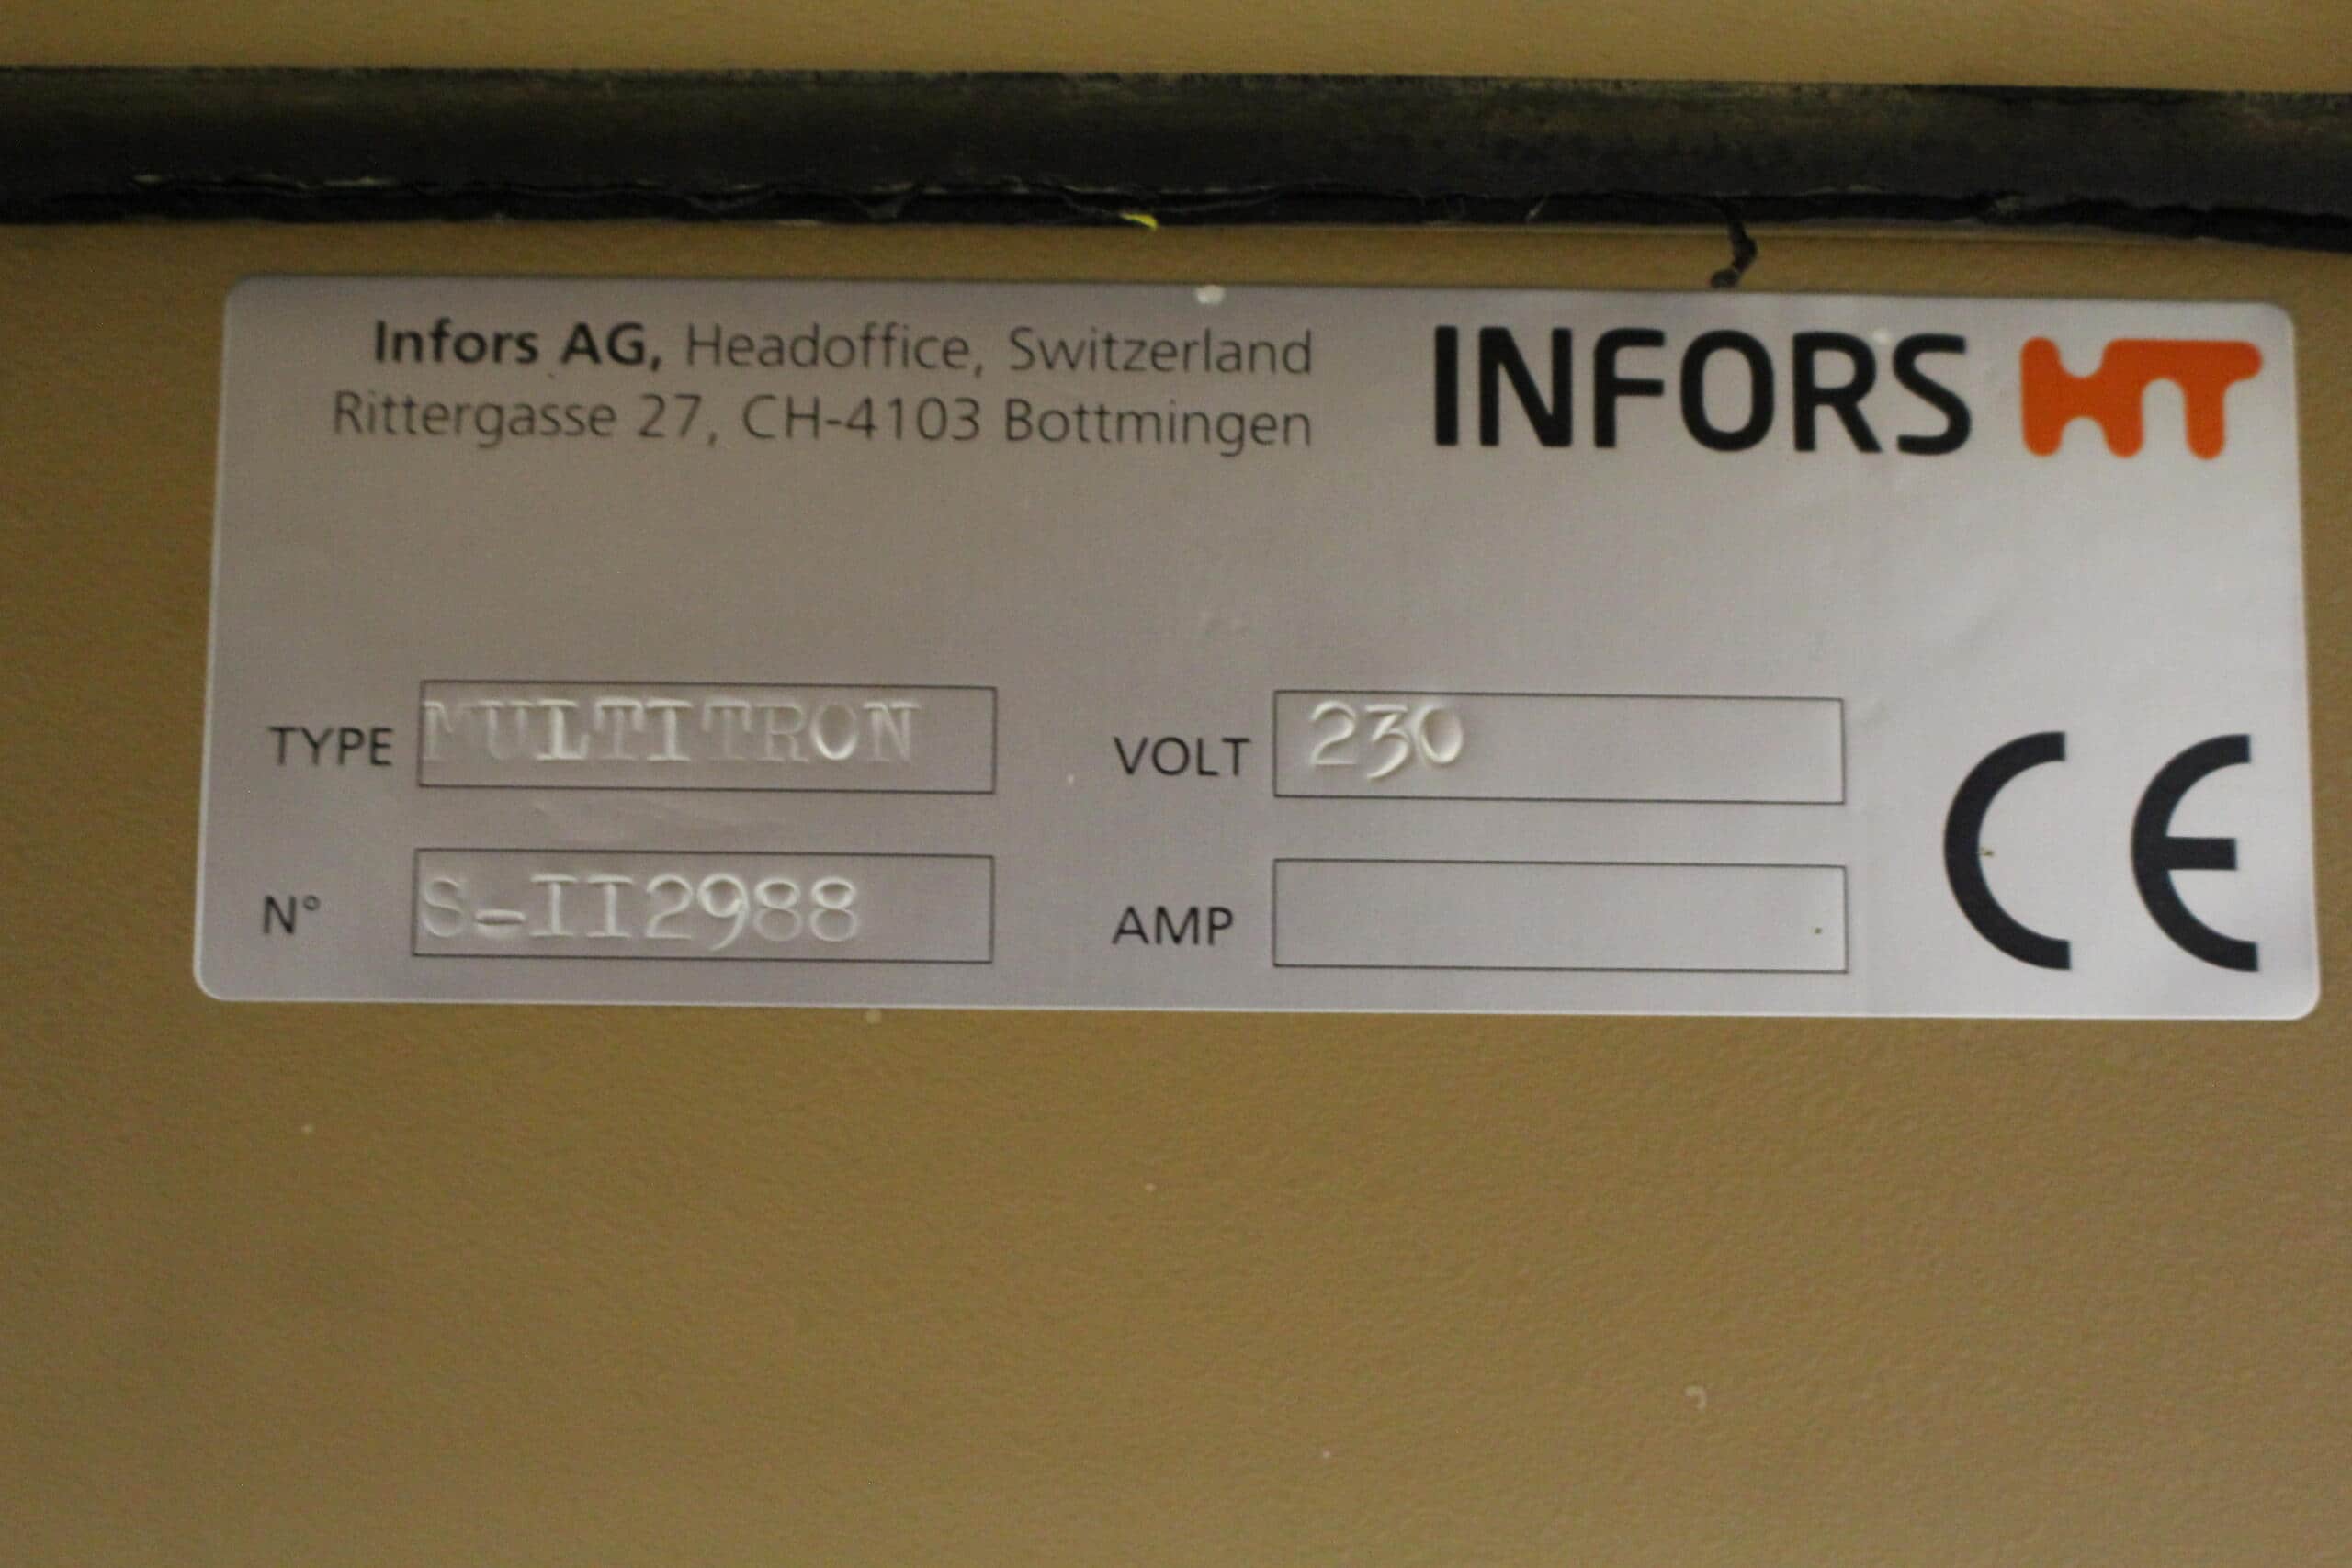 Infors AG, Headoffice, Switzerland
Rittergasse 27, CH-4103 Bottmingen
INFORS HT
TYPE MULTITRON
VOLT 230
N° S-II2988
AMP
CE